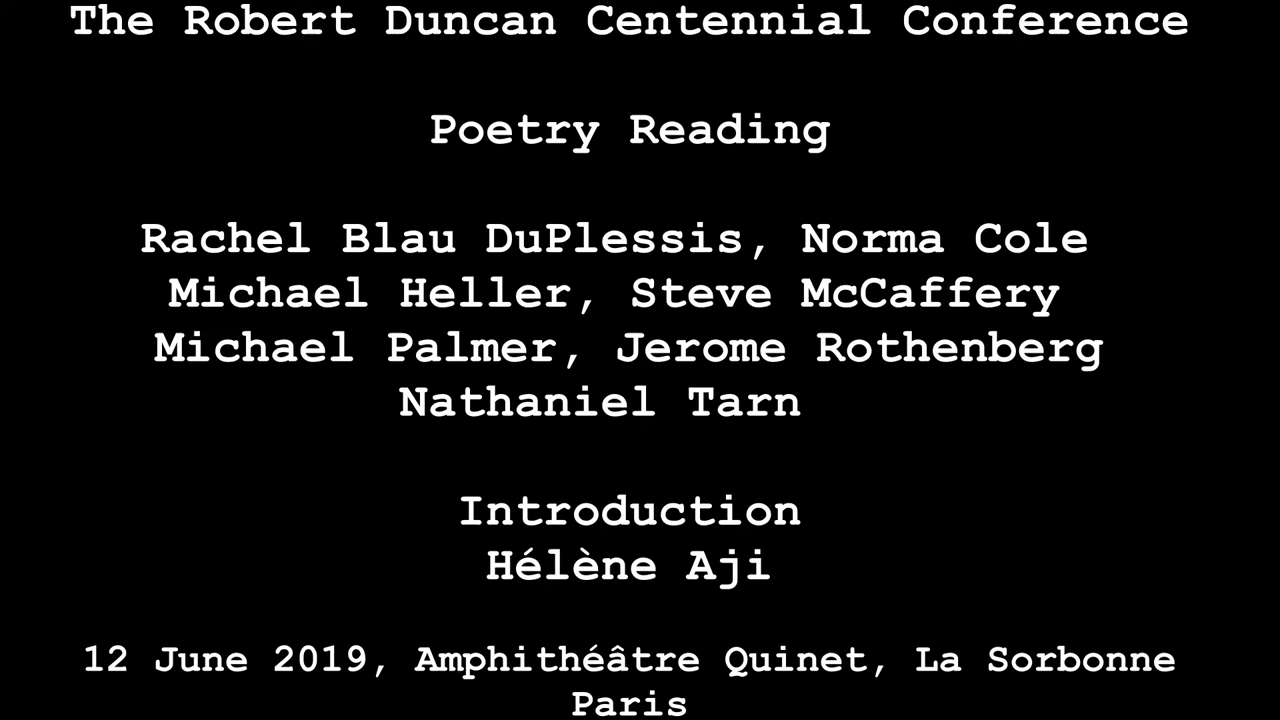 The Robert Duncan Centennial Conference
Poetry Reading
Rachel Blau DuPlessis, Norma Cole
Michael Heller, Steve McCaffery
Michael Palmer, Jerome Rothenberg
Nathaniel Tarn
Introduction
Hélène Aji
12 June 2019, Amphithéâtre Quinet, La Sorbonne
Paris